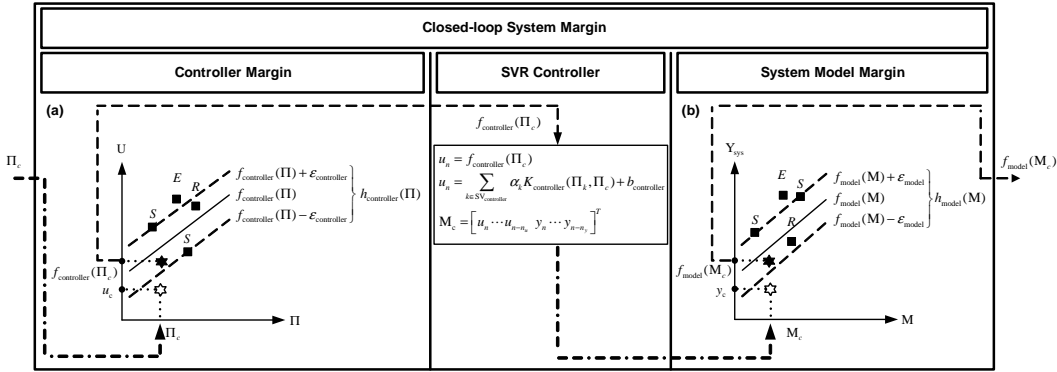 Closed-loop System Margin
Controller Margin
SVR Controller
System Model Margin
(a)
U
E
R
S
S
f_controller(Π) + ε_controller
f_controller(Π)
f_controller(Π) − ε_controller
h_controller(Π)
Π_c
f_controller(Π_c)
u_c
Π_c
Π
f_controller(Π_c)
u_n = f_controller(Π_c)
u_n = ∑_{k∈SV_controller} α_k K_controller(Π_k, Π_c) + b_controller
M_c = [u_n ⋯ u_{n−n_u} y_n ⋯ y_{n−n_y}]^T
(b)
Y_sys
E
S
S
R
f_model(M) + ε_model
f_model(M)
f_model(M) − ε_model
h_model(M)
f_model(M_c)
y_c
M_c
M
f_model(M_c)